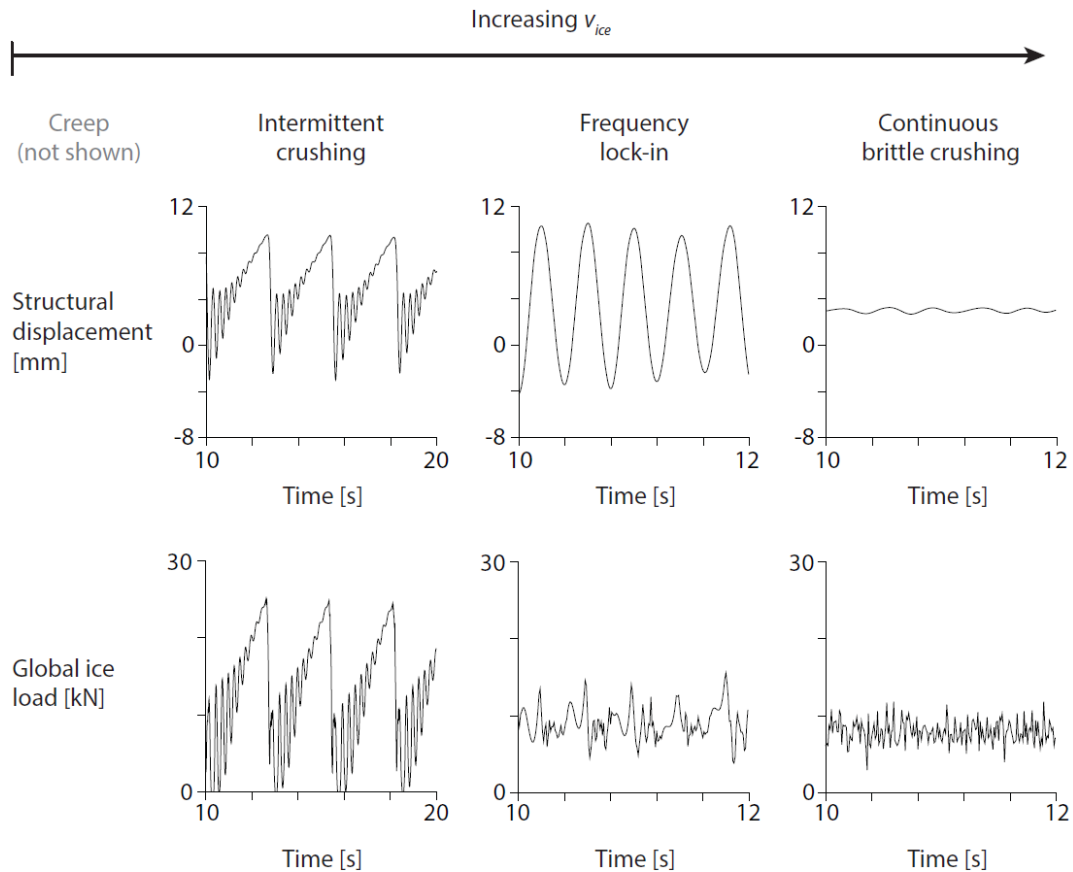 Increasing v_ice
Creep
(not shown)
Intermittent
crushing
Frequency
lock-in
Continuous
brittle crushing
Structural
displacement
[mm]
12
0
-8
10
20
Time [s]
12
0
-8
10
12
Time [s]
12
0
-8
10
12
Time [s]
Global ice
load [kN]
30
0
10
20
Time [s]
30
0
10
12
Time [s]
30
0
10
12
Time [s]